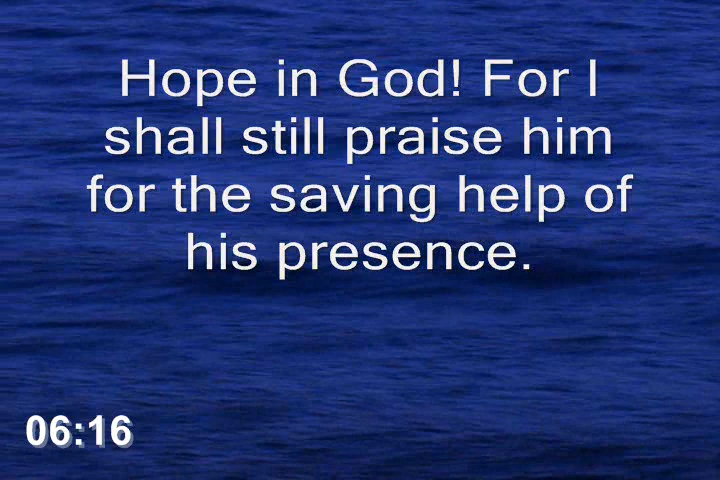 Hope in God! For I
shall still praise him
for the saving help of
his presence.
06:16